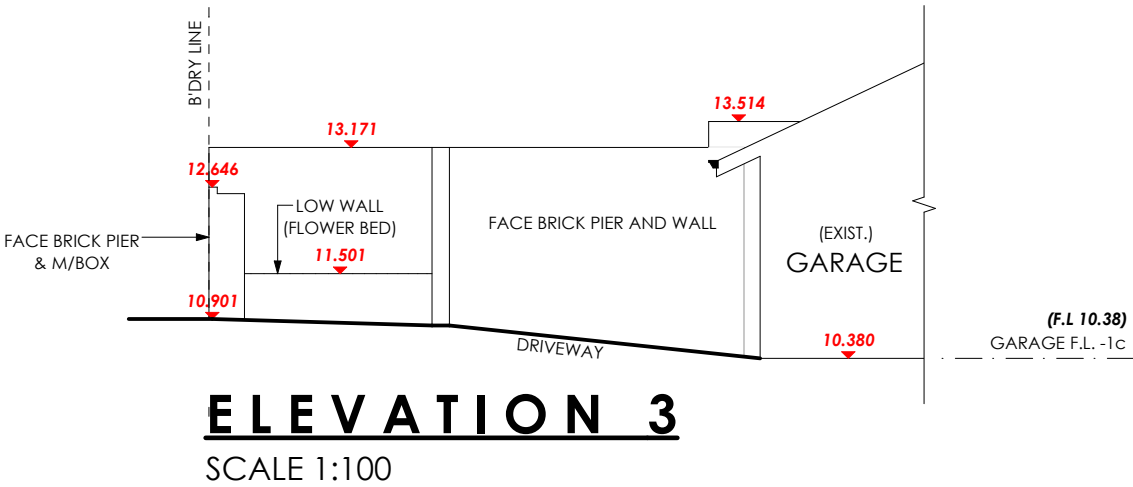 B'DRY LINE
13.171
13.514
12.646
LOW WALL
(FLOWER BED)
FACE BRICK PIER AND WALL
FACE BRICK PIER
& M/BOX
(EXIST.)
GARAGE
11.501
10.901
DRIVEWAY
10.380
(F.L 10.38)
GARAGE F.L. -1c
ELEVATION 3
SCALE 1:100